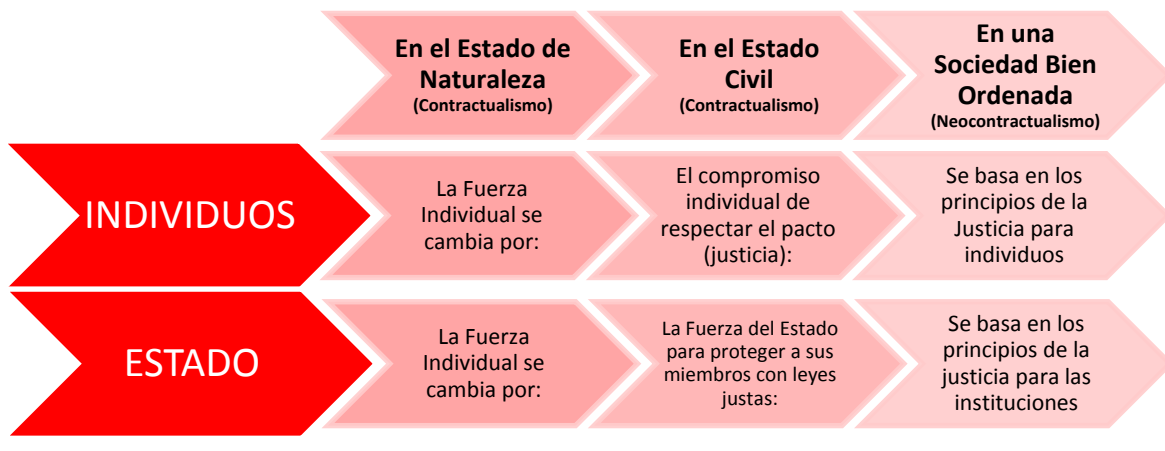 En el Estado de
Naturaleza
(Contractualismo)
En el Estado
Civil
(Contractualismo)
En una
Sociedad Bien
Ordenada
(Neocontractualismo)
INDIVIDUOS
La Fuerza
Individual se
cambia por:
El compromiso
individual de
respectar el pacto
(justicia):
Se basa en los
principios de la
Justicia para
individuos
ESTADO
La Fuerza
Individual se
cambia por:
La Fuerza del Estado
para proteger a sus
miembros con leyes
justas:
Se basa en los
principios de la
justicia para las
instituciones